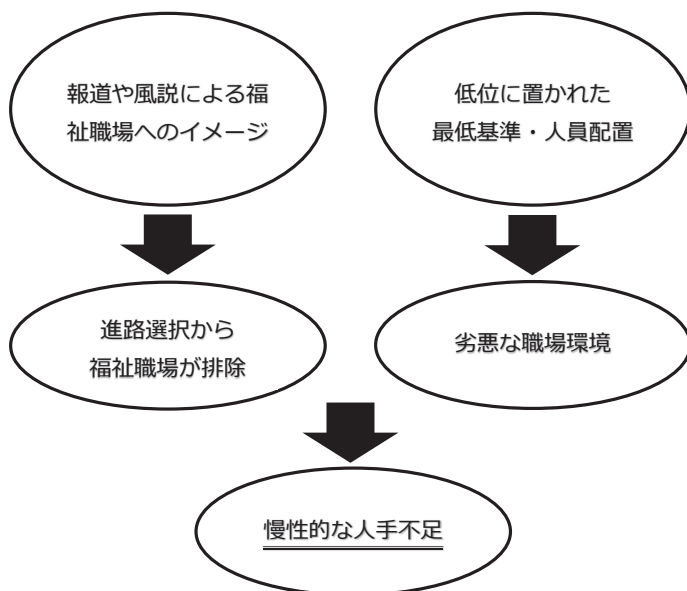 報道や風説による福
祉職場へのイメージ
低位に置かれた
最低基準・人員配置
進路選択から
福祉職場が排除
劣悪な職場環境
慢性的な人手不足